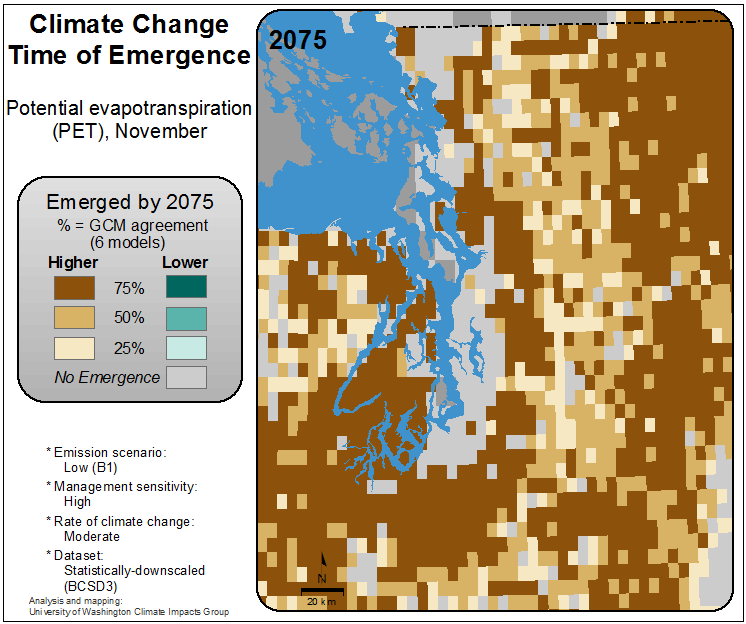 Climate Change
Time of Emergence
Potential evapotranspiration
(PET), November
Emerged by 2075
% = GCM agreement
(6 models)
Higher
Lower
75%
50%
25%
No Emergence
* Emission scenario:
Low (B1)
* Management sensitivity:
High
* Rate of climate change:
Moderate
* Dataset:
Statistically-downscaled
(BCSD3)
Analysis and mapping:
University of Washington Climate Impacts Group
2075
N
20 km